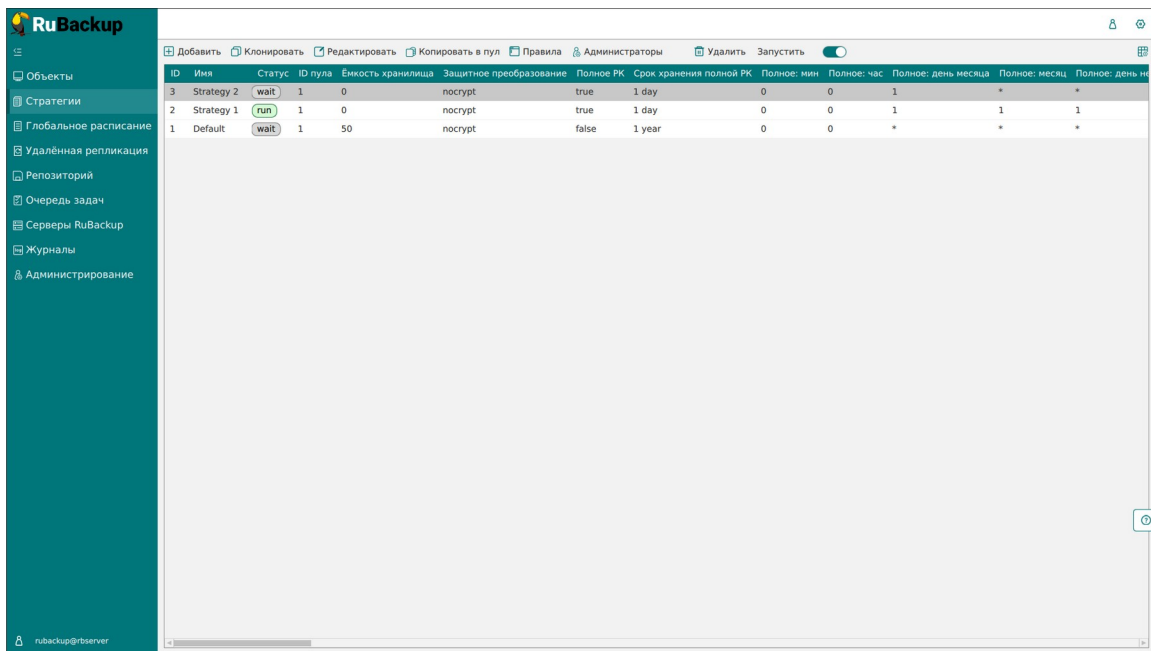 RuBackup
Добавить Клонировать Редактировать Копировать в пул Правила Администраторы Удалить Запустить
Объекты
Стратегии
Глобальное расписание
Удалённая репликация
Репозиторий
Очередь задач
Серверы RuBackup
Журналы
Администрирование
rubackup@rbserver
ID Имя Статус ID пула Ёмкость хранилища Защитное преобразование Полное РК Срок хранения полной РК Полное: мин Полное: час Полное: день месяца Полное: месяц Полное: день не
3 Strategy 2 wait 1 0 nocrypt true 1 day 0 0 1 * *
2 Strategy 1 run 1 0 nocrypt true 1 day 0 0 1 1 1
1 Default wait 1 50 nocrypt false 1 year 0 0 * * *